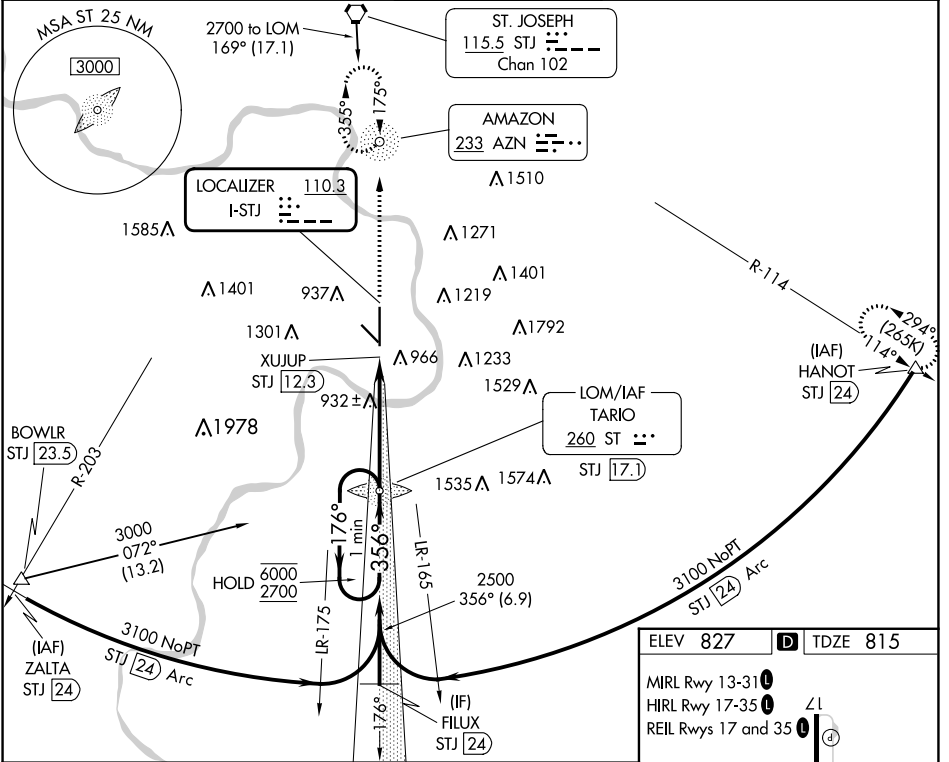 MSA ST 25 NM
3000
2700 to LOM
169° (17.1)
ST. JOSEPH
115.5 STJ
Chan 102
355°
175°
AMAZON
233 AZN
LOCALIZER 110.3
I-STJ
1510
1585
1271
1401
937
1219
1401
R-114
1301
1792
294°
(265K)
114°
XUJUP
STJ 12.3
966
1233
(IAF)
HANOT
STJ 24
1529
932 ±
LOM/IAF
TARIO
260 ST
STJ 17.1
1978
BOWLR
STJ 23.5
R-203
1535
1574
176°
1 min
356°
3000
072°
(13.2)
HOLD 6000
2700
LR-175
LR-165
2500
356° (6.9)
3100 NoPT
STJ 24 Arc
3100 NoPT
STJ 24 Arc
(IAF)
ZALTA
STJ 24
176°
(IF)
FILUX
STJ 24
ELEV 827 D TDZE 815
MIRL Rwy 13-31 L
HIRL Rwy 17-35 L
REIL Rwys 17 and 35 L
17
P